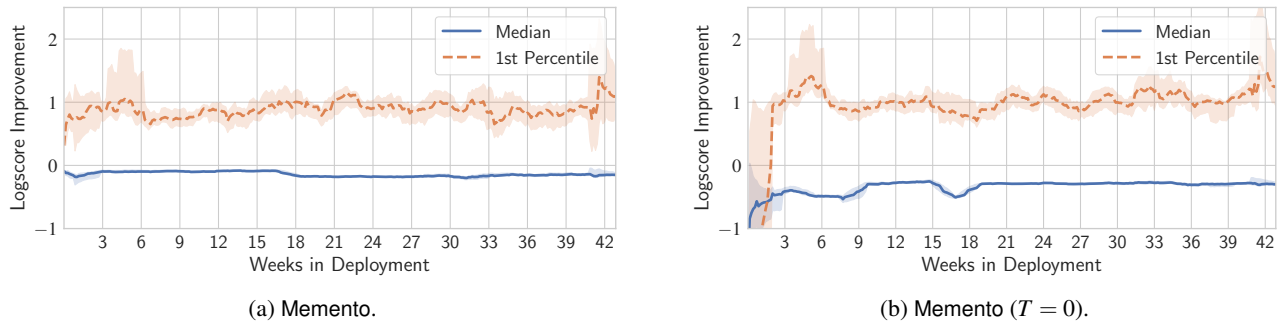 Logscore Improvement
2
1
0
−1
Median
1st Percentile
3 6 9 12 15 18 21 24 27 30 33 36 39 42
Weeks in Deployment
(a) Memento.
Logscore Improvement
2
1
0
−1
Median
1st Percentile
3 6 9 12 15 18 21 24 27 30 33 36 39 42
Weeks in Deployment
(b) Memento (T = 0).